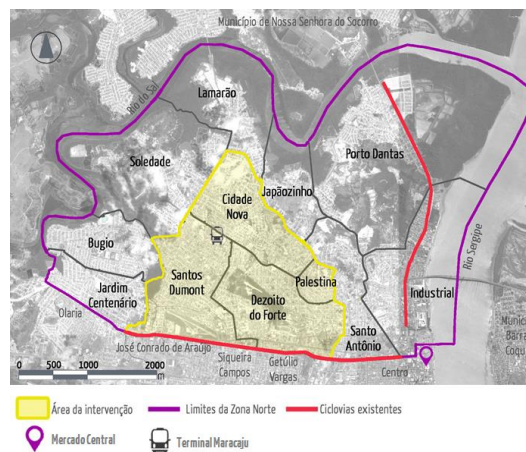 Município de Nossa Senhora do Socorro
Rio do Sal
Lamarão
Soledade
Porto Dantas
Cidade
Nova
Japãozinho
Bugio
Rio Sergipe
Jardim
Centenário
Santos
Dumont
Palestina
Industrial
Dezoito
do Forte
Olaria
Santo
Antônio
José Conrado de Araújo
Siqueira
Campos
Getúlio
Vargas
Centro
Munic
Barra
Coqu
0 500 1000 2000
m
Área da intervenção
Limites da Zona Norte
Ciclovias existentes
Mercado Central
Terminal Maracaju